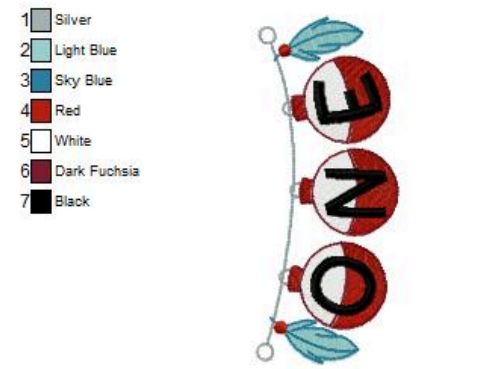 1 Silver
2 Light Blue
3 Sky Blue
4 Red
5 White
6 Dark Fuchsia
7 Black
ONE